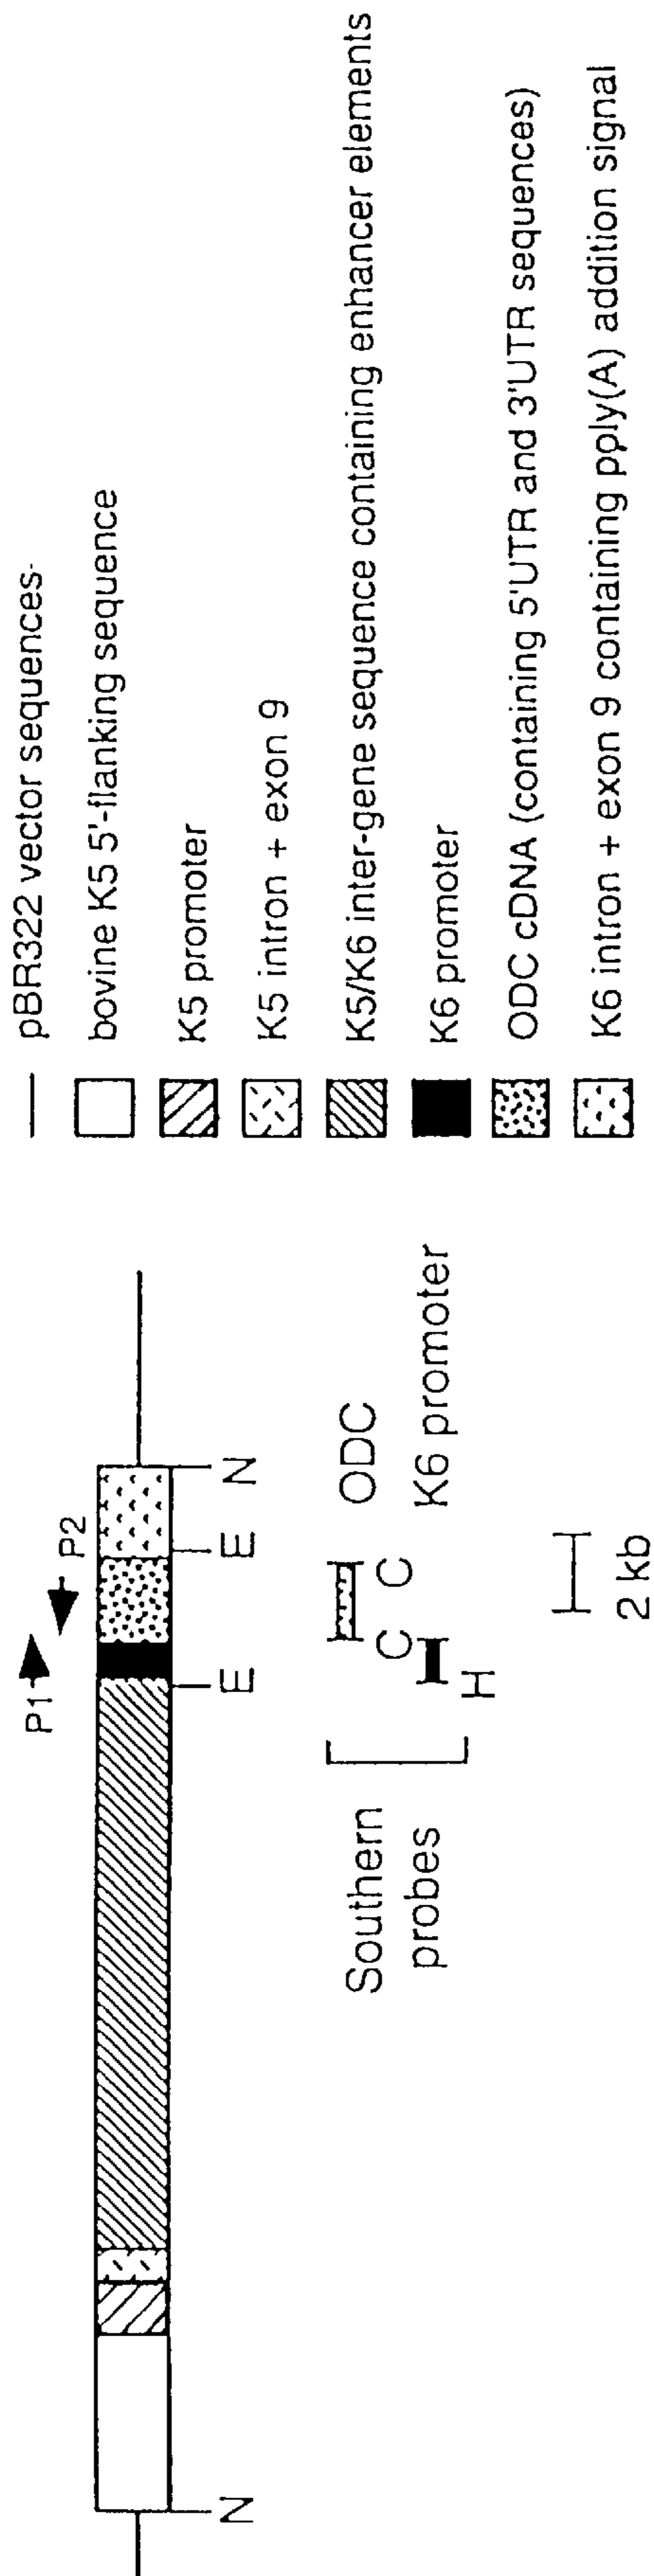 P1
P2
N
E
E
N
Southern
probes
C
C
ODC
H
K6 promoter
2 kb
pBR322 vector sequences
bovine K5 5'-flanking sequence
K5 promoter
K5 intron + exon 9
K5/K6 inter-gene sequence containing enhancer elements
K6 promoter
ODC cDNA (containing 5'UTR and 3'UTR sequences)
K6 intron + exon 9 containing pply(A) addition signal